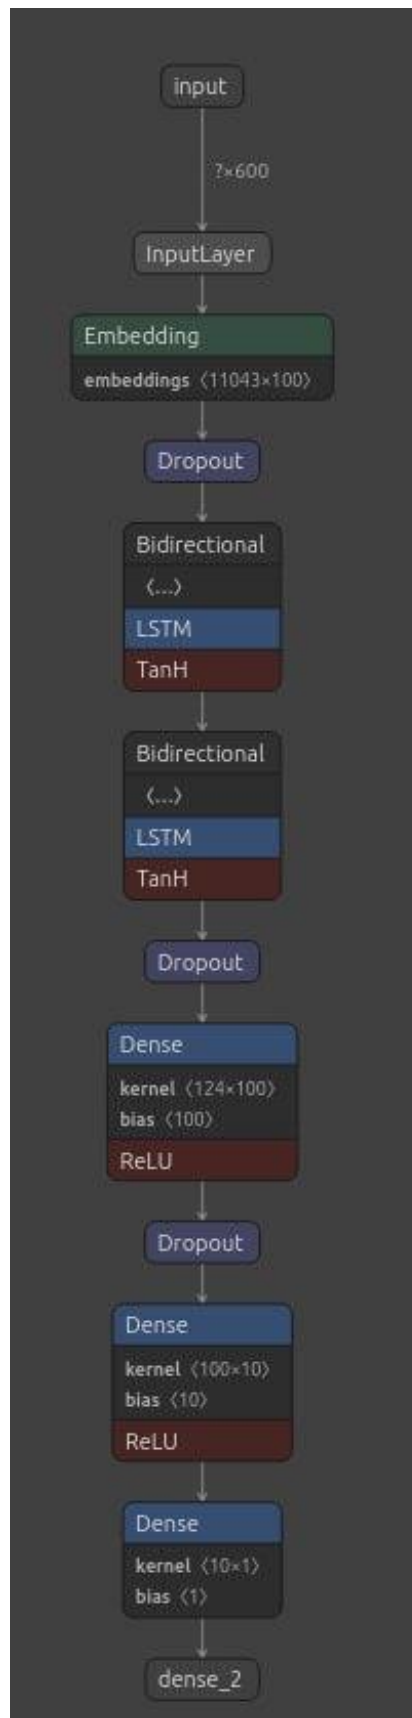 input
?×600
InputLayer
Embedding
embeddings ⟨11043×100⟩
Dropout
Bidirectional
⟨...⟩
LSTM
TanH
Bidirectional
⟨...⟩
LSTM
TanH
Dropout
Dense
kernel ⟨124×100⟩
bias ⟨100⟩
ReLU
Dropout
Dense
kernel ⟨100×10⟩
bias ⟨10⟩
ReLU
Dense
kernel ⟨10×1⟩
bias ⟨1⟩
dense_2